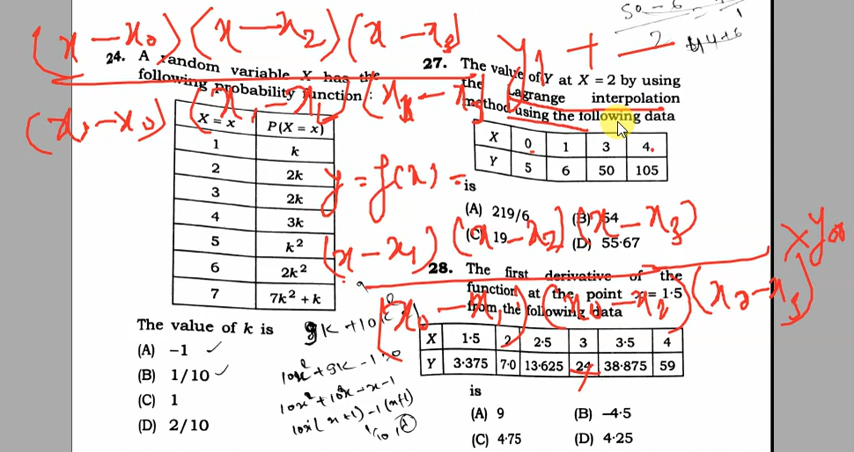 24. A random variable X has the
following probability function :
X = x P(X = x)
1 k
2 2k
3 2k
4 3k
5 k²
6 2k²
7 7k² + k
The value of k is
(A) −1
(B) 1/10
(C) 1
(D) 2/10
9k + 10k²
10x² + 9k − 1 = 0
10x² + 10x − x − 1
10x(x+1) − 1(x+1)
27. The value of Y at X = 2 by using
the Lagrange interpolation
method using the following data
X 0 1 3 4
Y 5 6 50 105
is
(A) 219/6
(C) 19
(D) 55·67
28. The first derivative of the
function at the point x = 1·5
from the following data
X 1·5 2 2·5 3 3·5 4
Y 3·375 7·0 13·625 24 38·875 59
is
(A) 9 (B) −4·5
(C) 4·75 (D) 4·25
(x − x₀)(x − x₂)(x − x₃) y₁ +
(x₁ − x₀)(x₁ − x₂)(x₁ − x₃)
y = f(x) =
(x − x₁)(x − x₂)(x − x₃) × y₀
(x₀ − x₁)(x₀ − x₂)(x₀ − x₃)